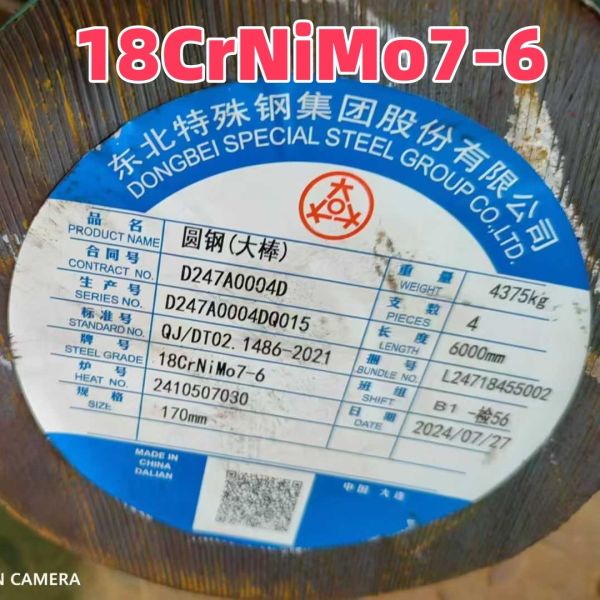 18CrNiMo7-6
东北特殊钢集团股份有限公司
DONGBEI SPECIAL STEEL GROUP CO.,LTD.
品 名 圆钢(大棒)
PRODUCT NAME
重 量 4375kg
WEIGHT
合同号 D247A0004D
CONTRACT NO.
支 数 4
PIECES
生产号 D247A0004DQ015
SERIES NO.
长 度 6000mm
LENGTH
标准号 QJ/DT02.1486-2021
STANDARD NO.
捆 号 L24718455002
BUNDLE NO.
牌 号 18CrNiMo7-6
STEEL GRADE
班 组 B1 -检56
SHIFT
炉 号 2410507030
HEAT NO.
日 期 2024/07/27
DATE
规 格 170mm
SIZE
MADE IN
CHINA
DALIAN
中国 大连
N CAMERA